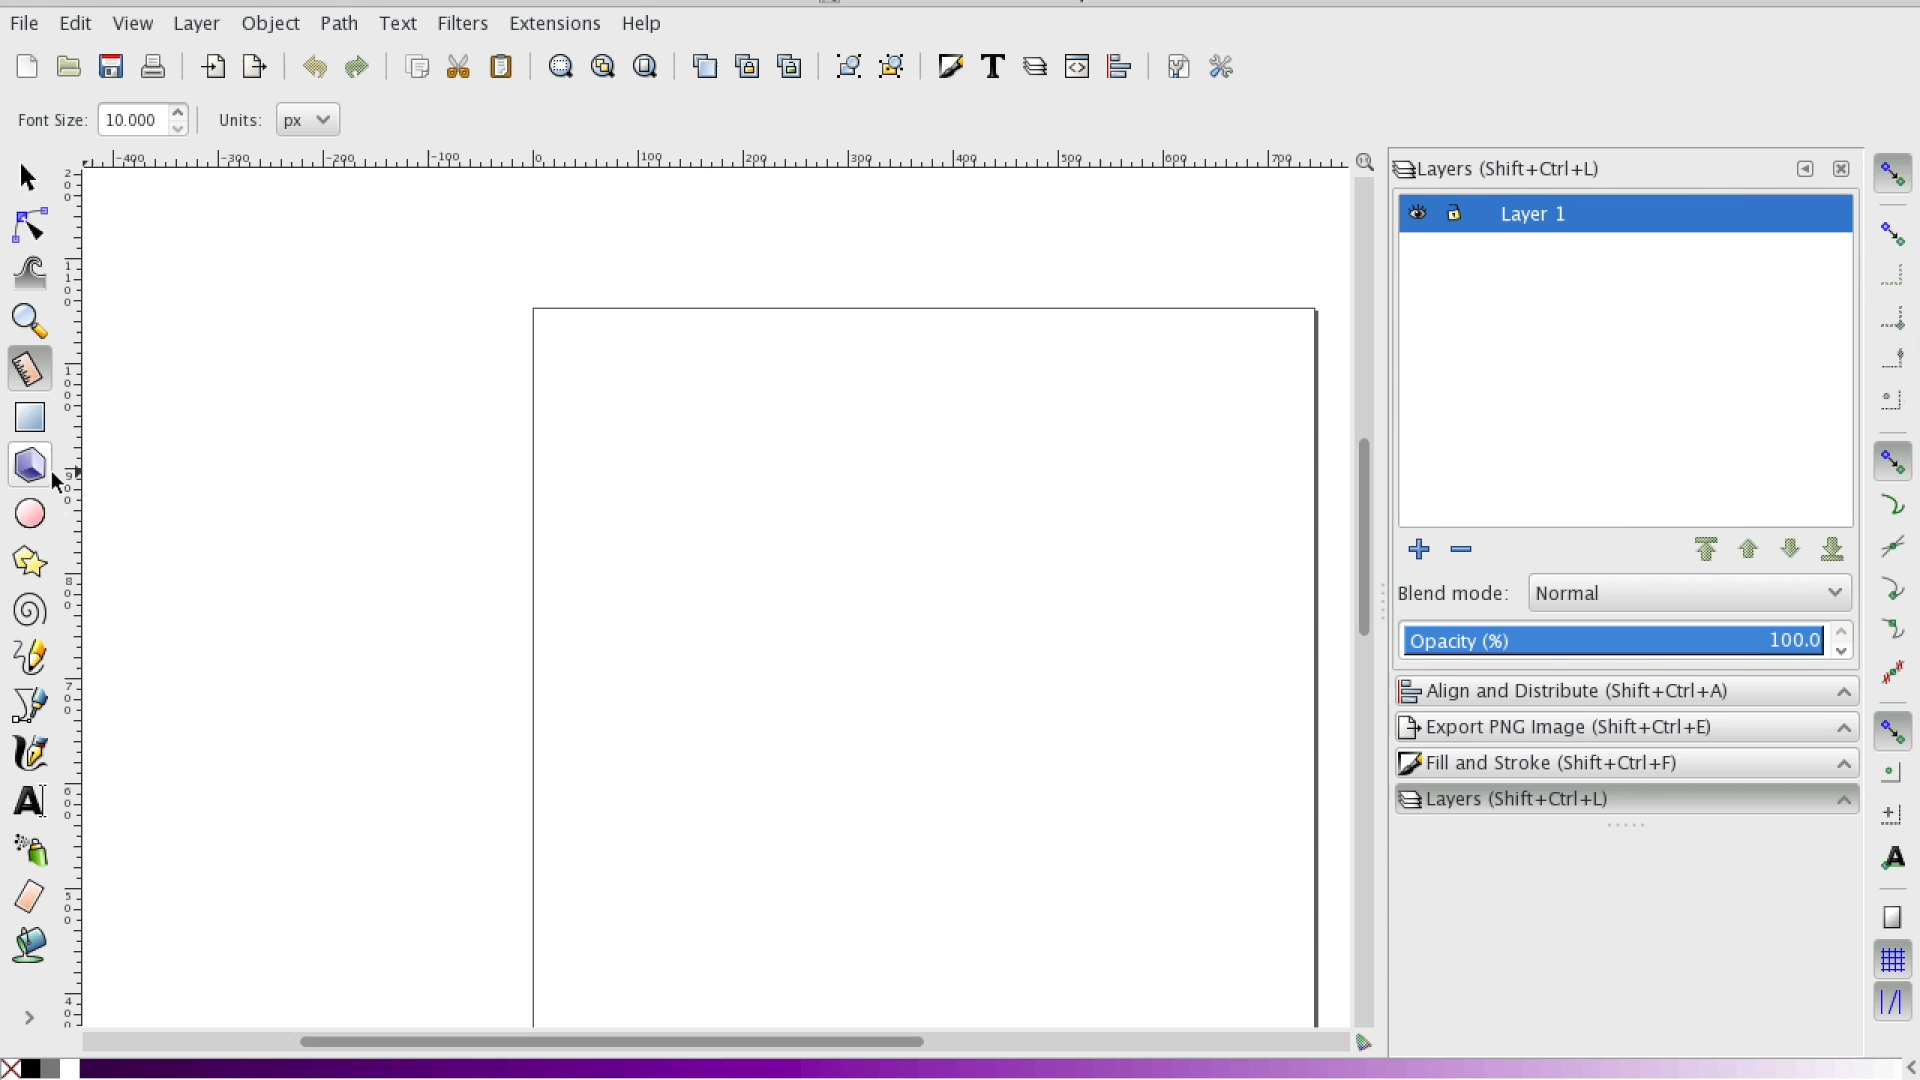 File Edit View Layer Object Path Text Filters Extensions Help
Font Size: 10.000 Units: px
-400 -300 -200 -100 0 100 200 300 400 500 600 700
Layers (Shift+Ctrl+L)
Layer 1
Blend mode: Normal
Opacity (%) 100.0
Align and Distribute (Shift+Ctrl+A)
Export PNG Image (Shift+Ctrl+E)
Fill and Stroke (Shift+Ctrl+F)
Layers (Shift+Ctrl+L)